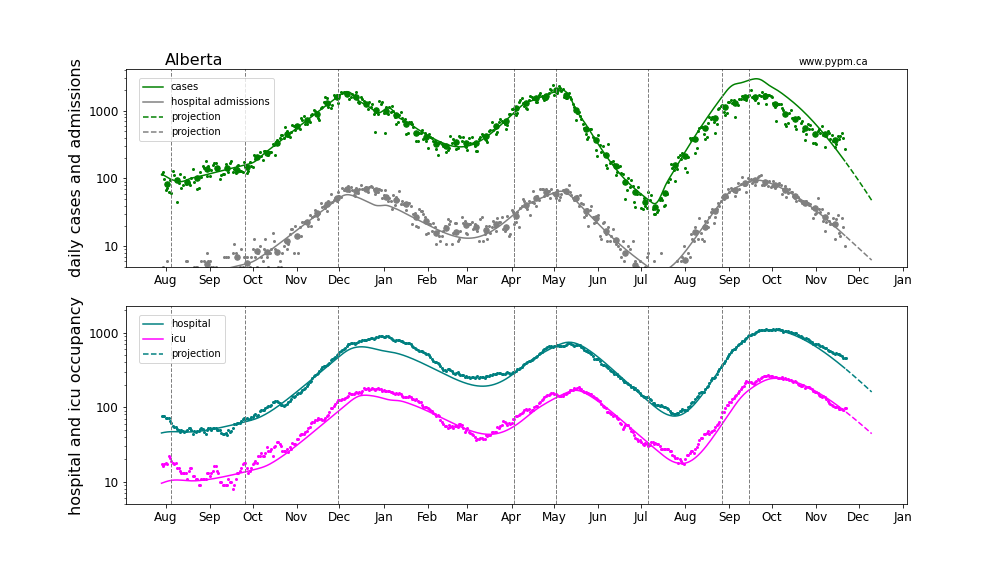 Alberta
www.pypm.ca
daily cases and admissions
1000
100
10
cases
hospital admissions
projection
projection
Aug Sep Oct Nov Dec Jan Feb Mar Apr May Jun Jul Aug Sep Oct Nov Dec Jan
hospital and icu occupancy
1000
100
10
hospital
icu
projection
Aug Sep Oct Nov Dec Jan Feb Mar Apr May Jun Jul Aug Sep Oct Nov Dec Jan